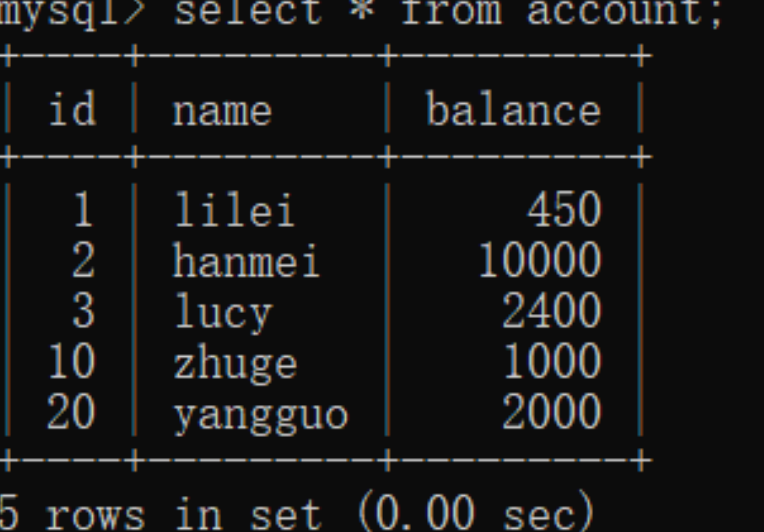 mysql> select * from account;
+----+---------+---------+
| id | name | balance |
+----+---------+---------+
| 1 | lilei | 450 |
| 2 | hanmei | 10000 |
| 3 | lucy | 2400 |
| 10 | zhuge | 1000 |
| 20 | yangguo | 2000 |
+----+---------+---------+
5 rows in set (0.00 sec)